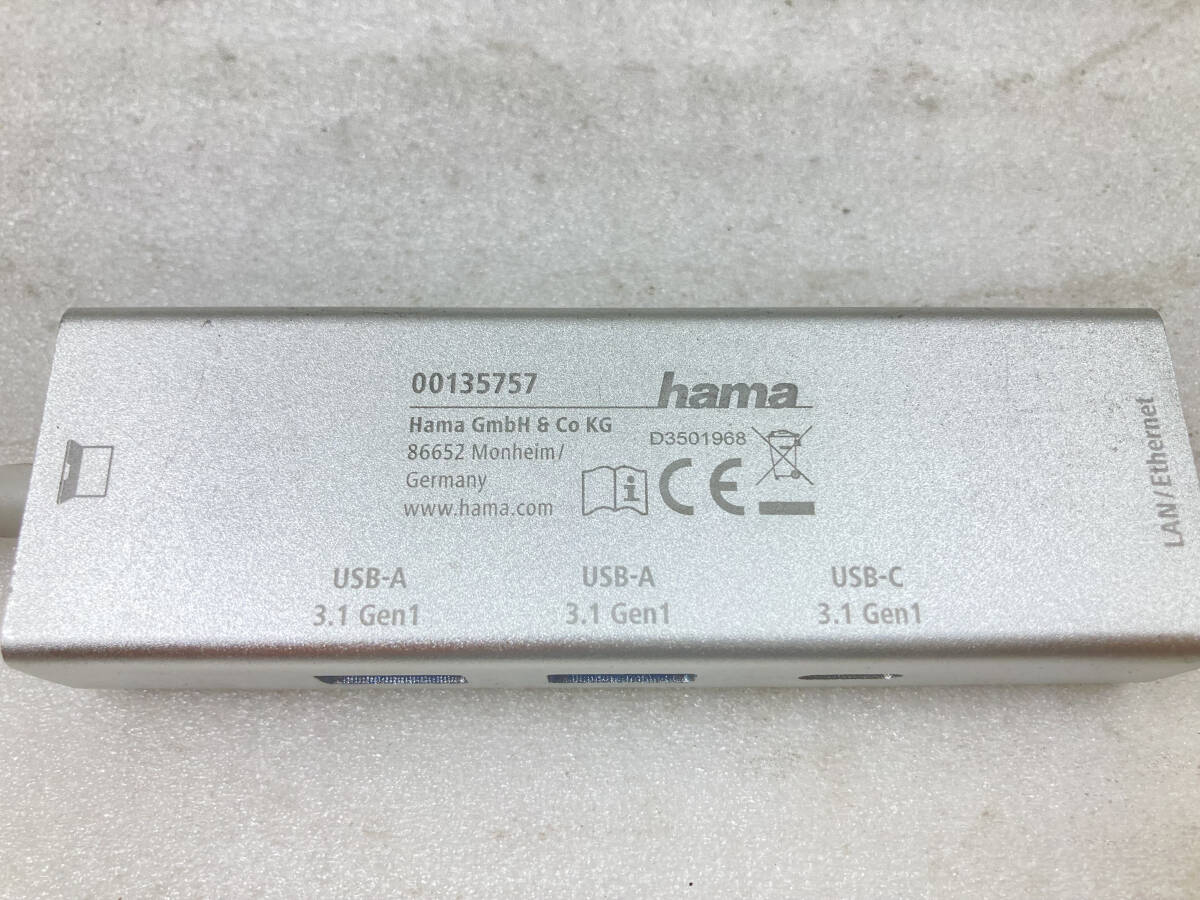 00135757
hama
Hama GmbH & Co KG
86652 Monheim/
Germany
www.hama.com
D3501968
CE
LAN/Ethernet
USB-A
3.1 Gen1
USB-A
3.1 Gen1
USB-C
3.1 Gen1